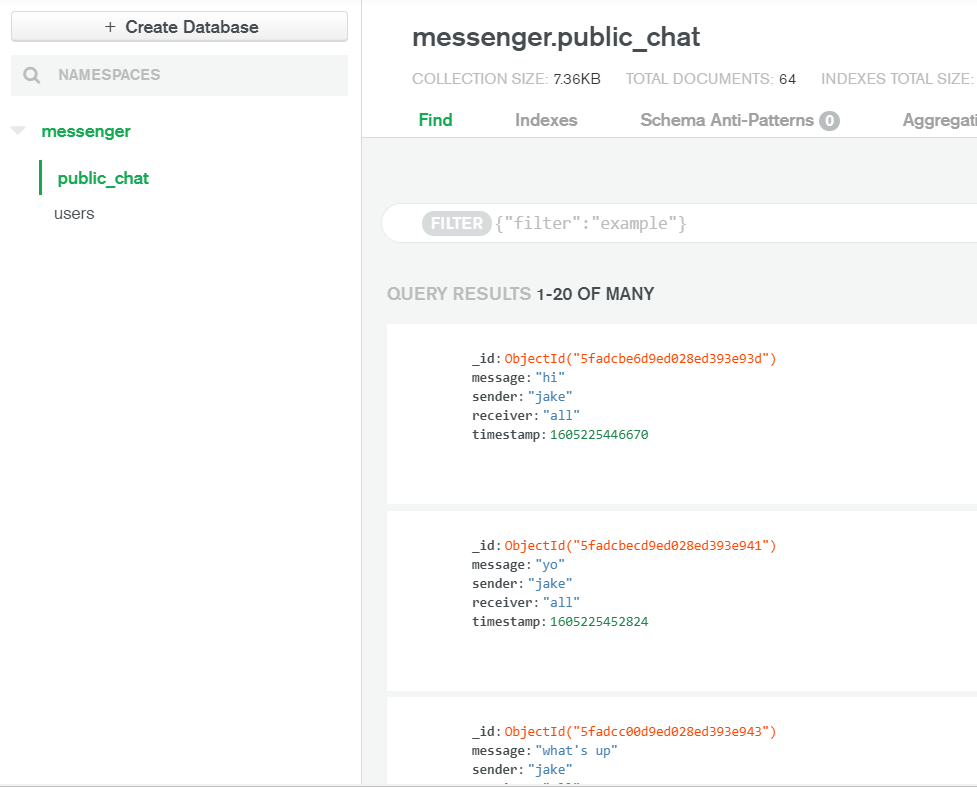 + Create Database
NAMESPACES
messenger
public_chat
users
messenger.public_chat
COLLECTION SIZE: 7.36KB TOTAL DOCUMENTS: 64 INDEXES TOTAL SIZE:
Find Indexes Schema Anti-Patterns 0 Aggregati
FILTER {"filter":"example"}
QUERY RESULTS 1-20 OF MANY
_id: ObjectId("5fadcbe6d9ed028ed393e93d")
message: "hi"
sender: "jake"
receiver: "all"
timestamp: 1605225446670
_id: ObjectId("5fadcbecd9ed028ed393e941")
message: "yo"
sender: "jake"
receiver: "all"
timestamp: 1605225452824
_id: ObjectId("5fadcc00d9ed028ed393e943")
message: "what's up"
sender: "jake"